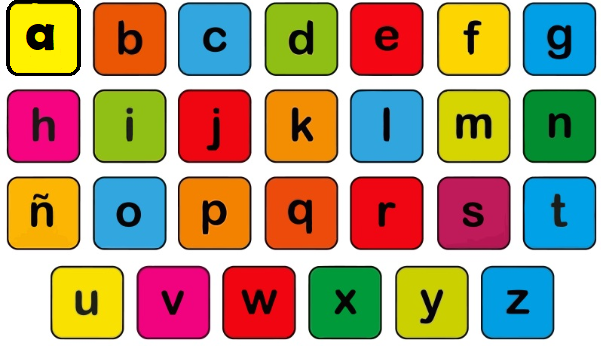 a b c d e f g
h i j k l m n
ñ o p q r s t
u v w x y z